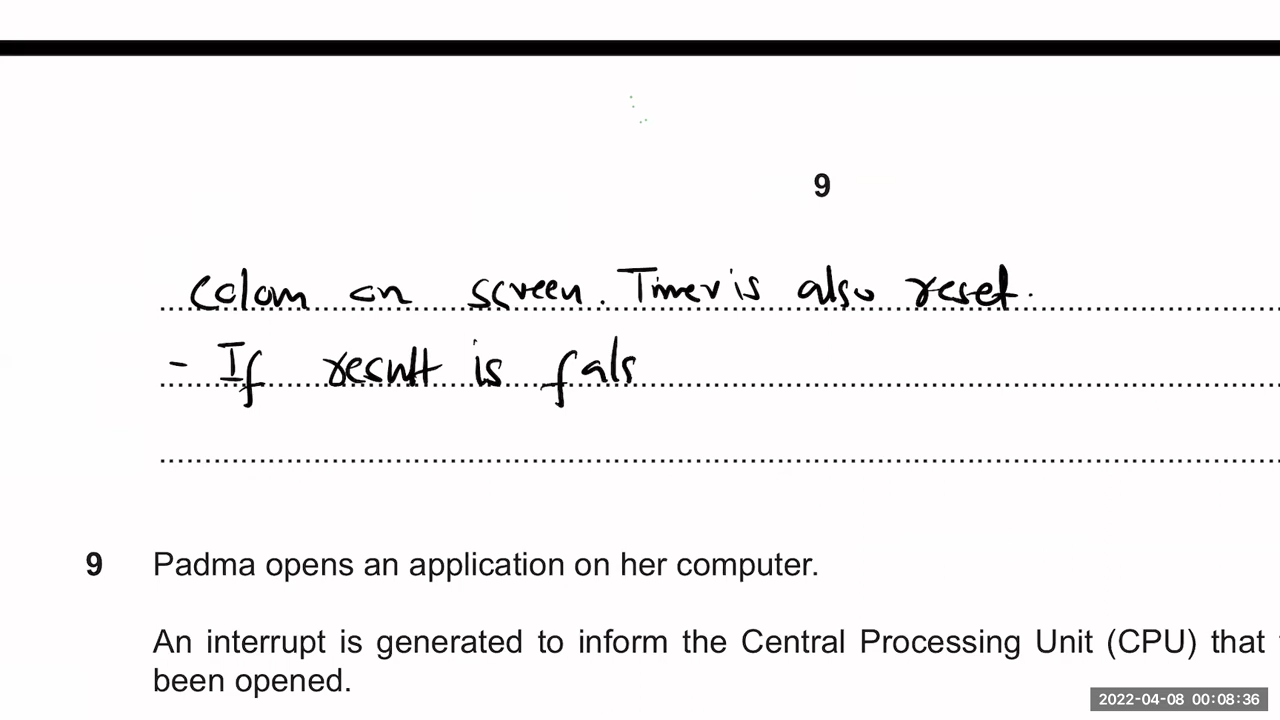 9
Colom on screen. Timer is also reset.
- If result is fals
9 Padma opens an application on her computer.
An interrupt is generated to inform the Central Processing Unit (CPU) that
been opened.
2022-04-08 00:08:36